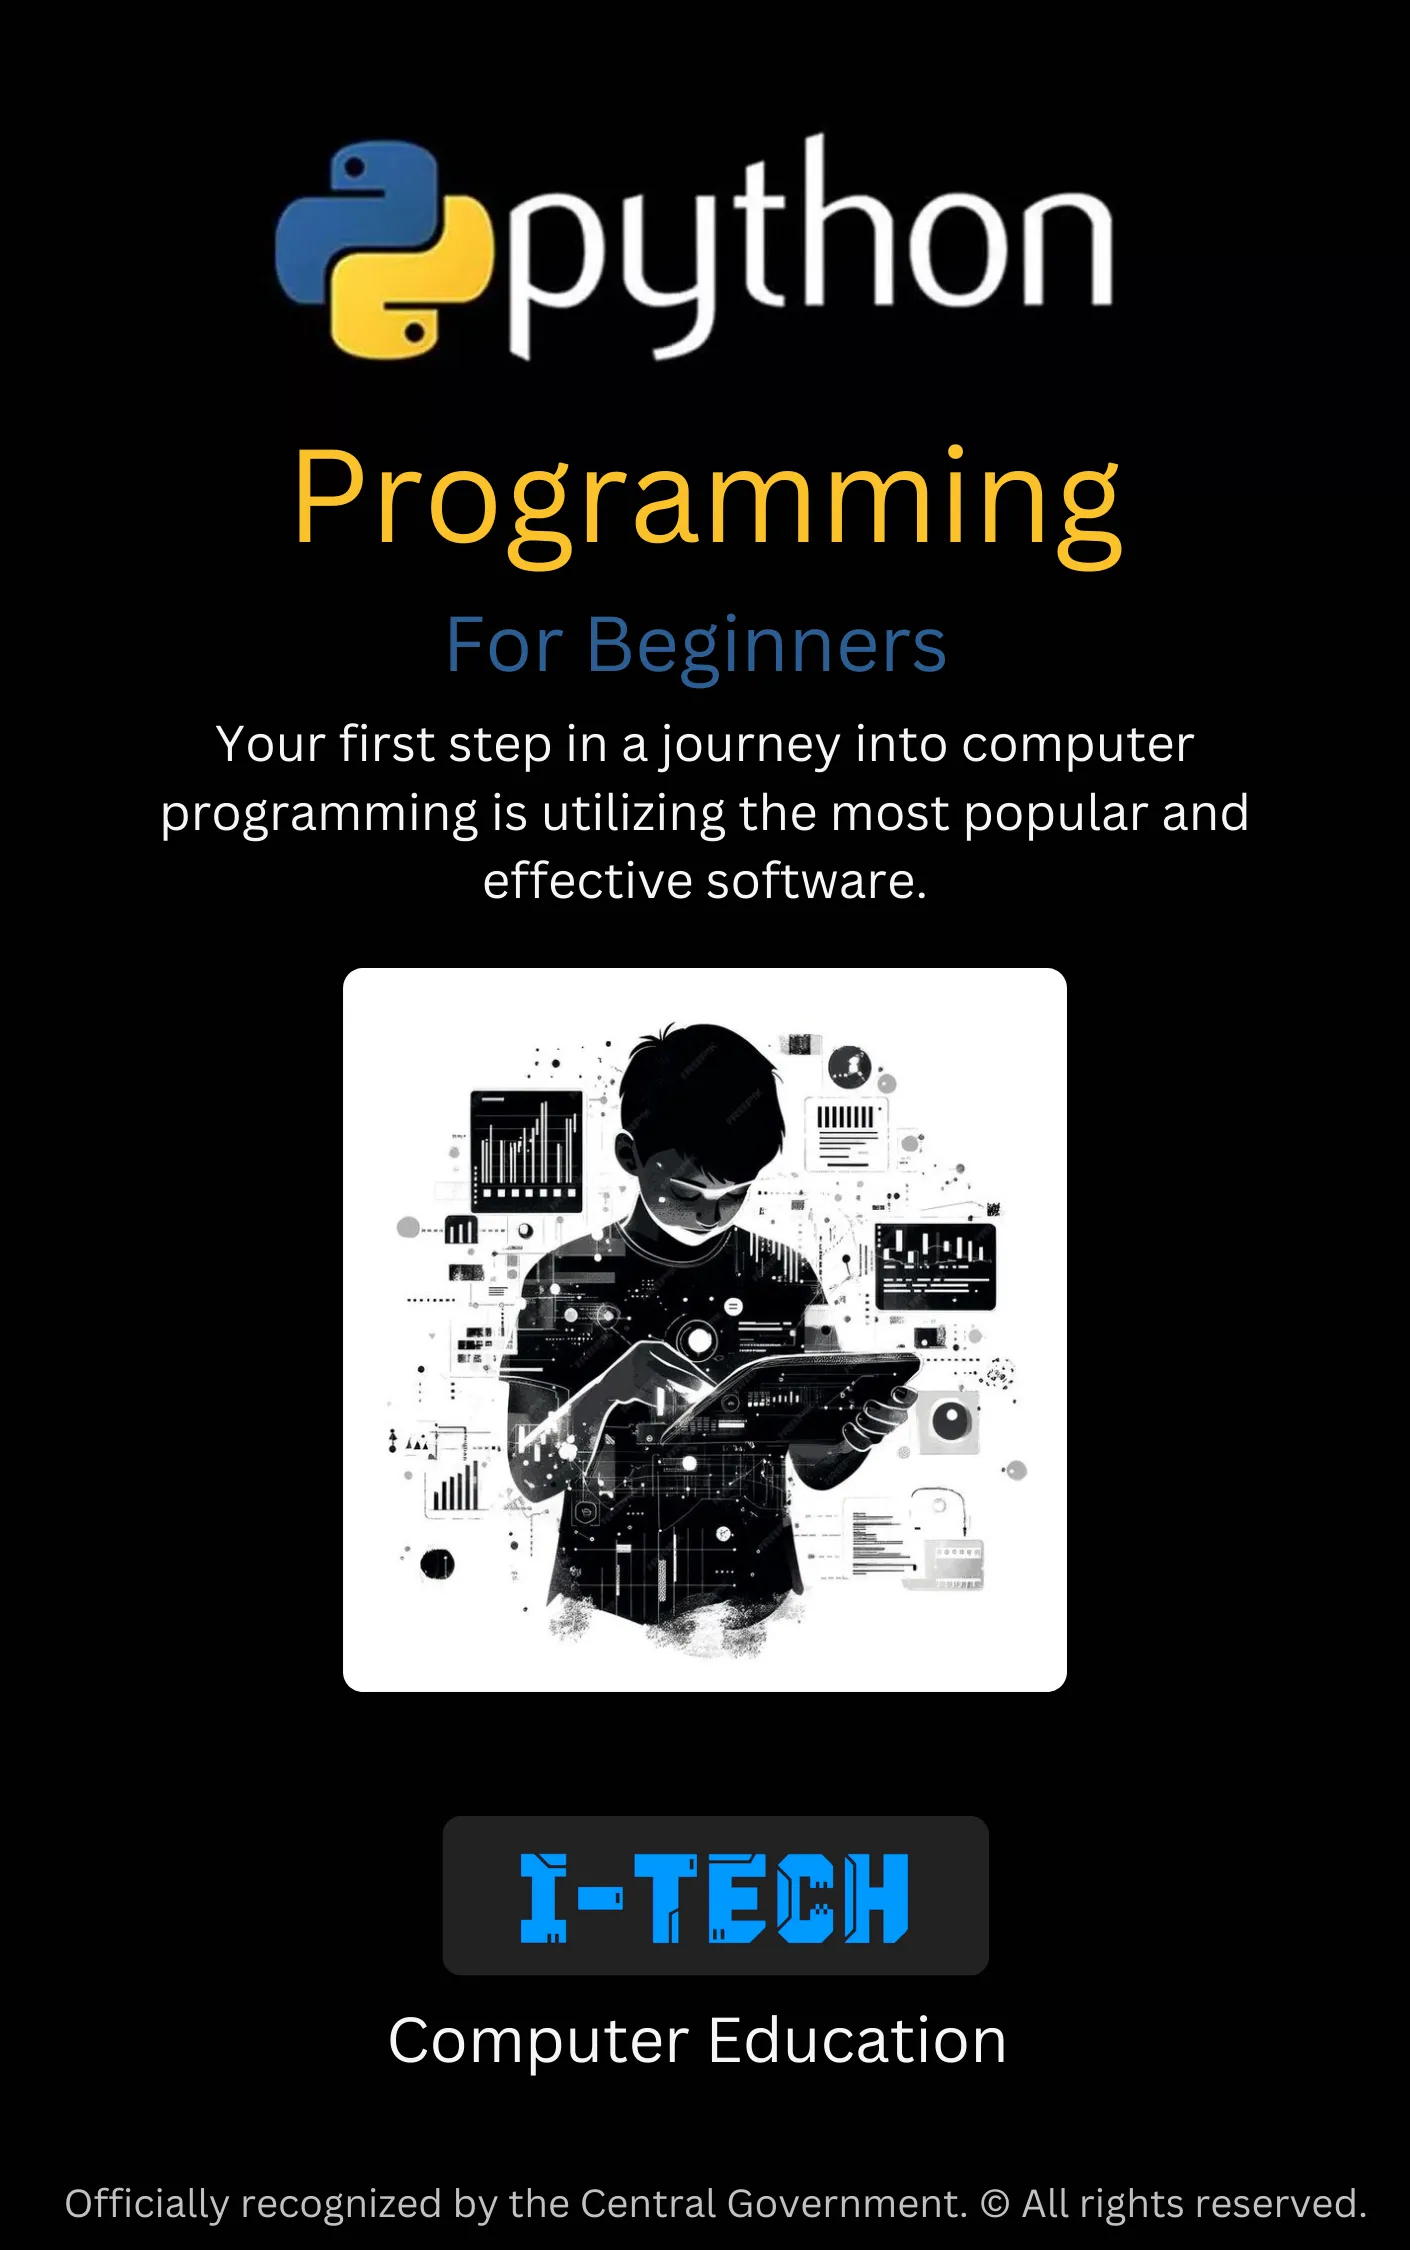 python
Programming
For Beginners
Your first step in a journey into computer
programming is utilizing the most popular and
effective software.
I-TECH
Computer Education
Officially recognized by the Central Government. © All rights reserved.